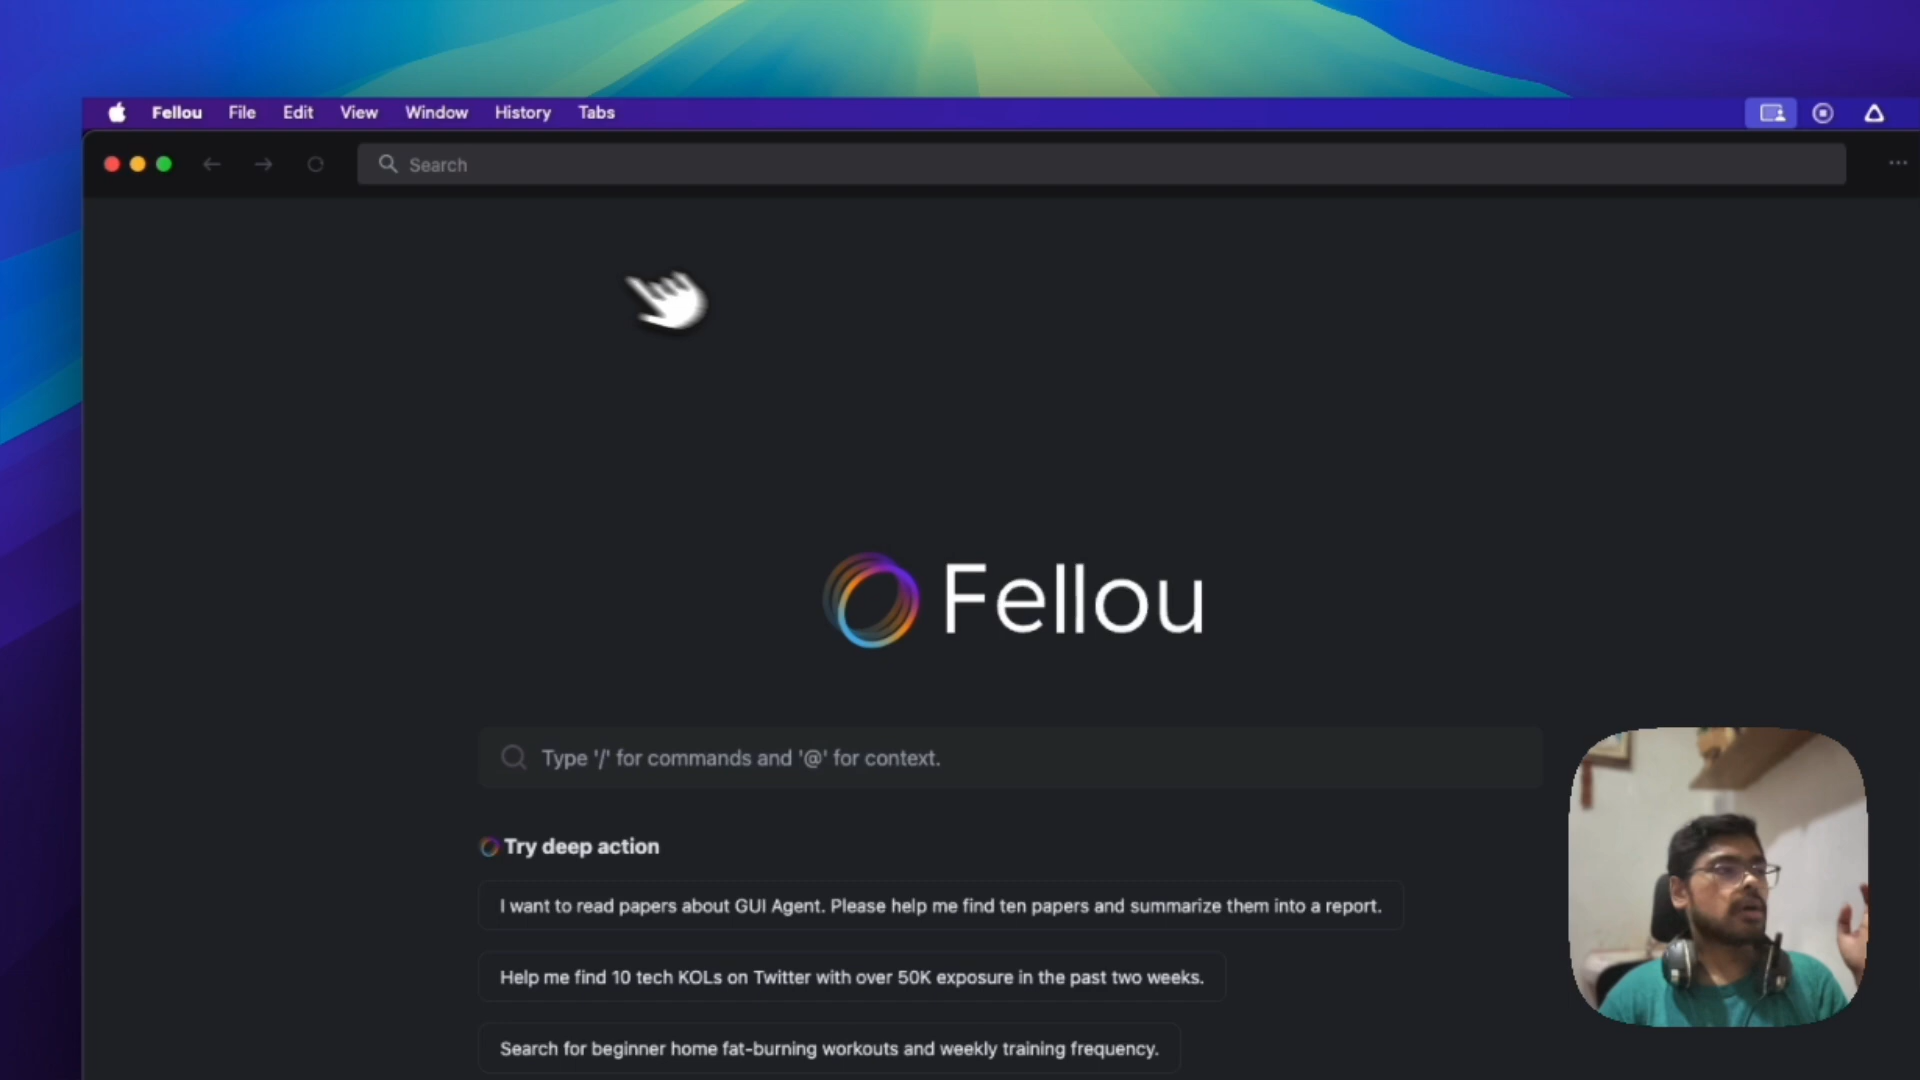 Fellou File Edit View Window History Tabs
Search
Fellou
Type '/' for commands and '@' for context.
Try deep action
I want to read papers about GUI Agent. Please help me find ten papers and summarize them into a report.
Help me find 10 tech KOLs on Twitter with over 50K exposure in the past two weeks.
Search for beginner home fat-burning workouts and weekly training frequency.